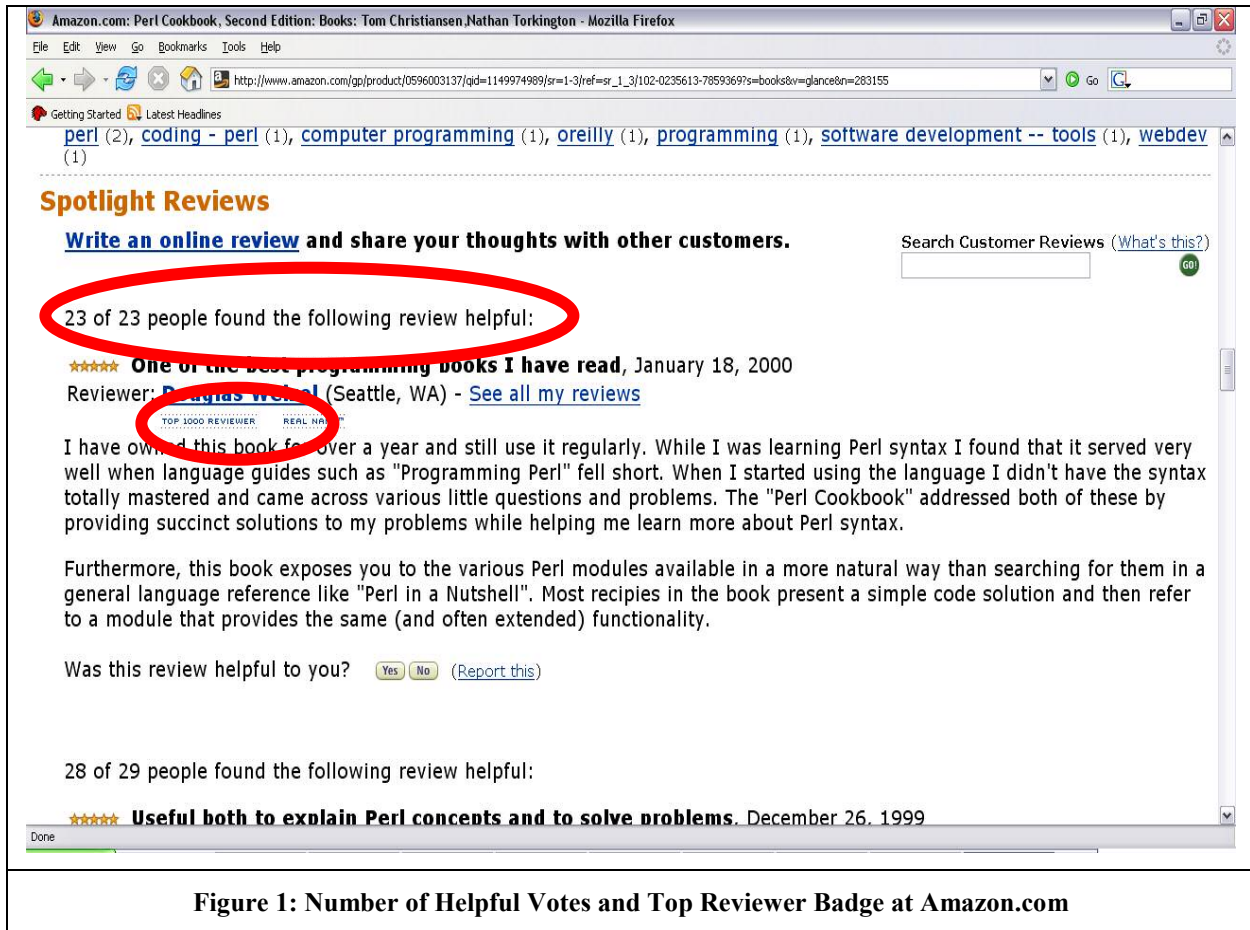 Amazon.com: Perl Cookbook, Second Edition: Books: Tom Christiansen,Nathan Torkington - Mozilla Firefox
File Edit View Go Bookmarks Tools Help
http://www.amazon.com/gp/product/0596003137/qid=1149974989/sr=1-3/ref=sr_1_3/102-0235613-7859369?s=books&v=glance&n=283155 Go
Getting Started Latest Headlines
perl (2), coding - perl (1), computer programming (1), oreilly (1), programming (1), software development -- tools (1), webdev
(1)
Spotlight Reviews
Write an online review and share your thoughts with other customers.
Search Customer Reviews (What's this?)
GO!
23 of 23 people found the following review helpful:
One of the best programming books I have read, January 18, 2000
Reviewer: Douglas (Seattle, WA) - See all my reviews
TOP 1000 REVIEWER REAL NAME™
I have owned this book for over a year and still use it regularly. While I was learning Perl syntax I found that it served very
well when language guides such as "Programming Perl" fell short. When I started using the language I didn't have the syntax
totally mastered and came across various little questions and problems. The "Perl Cookbook" addressed both of these by
providing succinct solutions to my problems while helping me learn more about Perl syntax.
Furthermore, this book exposes you to the various Perl modules available in a more natural way than searching for them in a
general language reference like "Perl in a Nutshell". Most recipies in the book present a simple code solution and then refer
to a module that provides the same (and often extended) functionality.
Was this review helpful to you? Yes No (Report this)
28 of 29 people found the following review helpful:
Useful both to explain Perl concepts and to solve problems, December 26, 1999
Done
Figure 1: Number of Helpful Votes and Top Reviewer Badge at Amazon.com